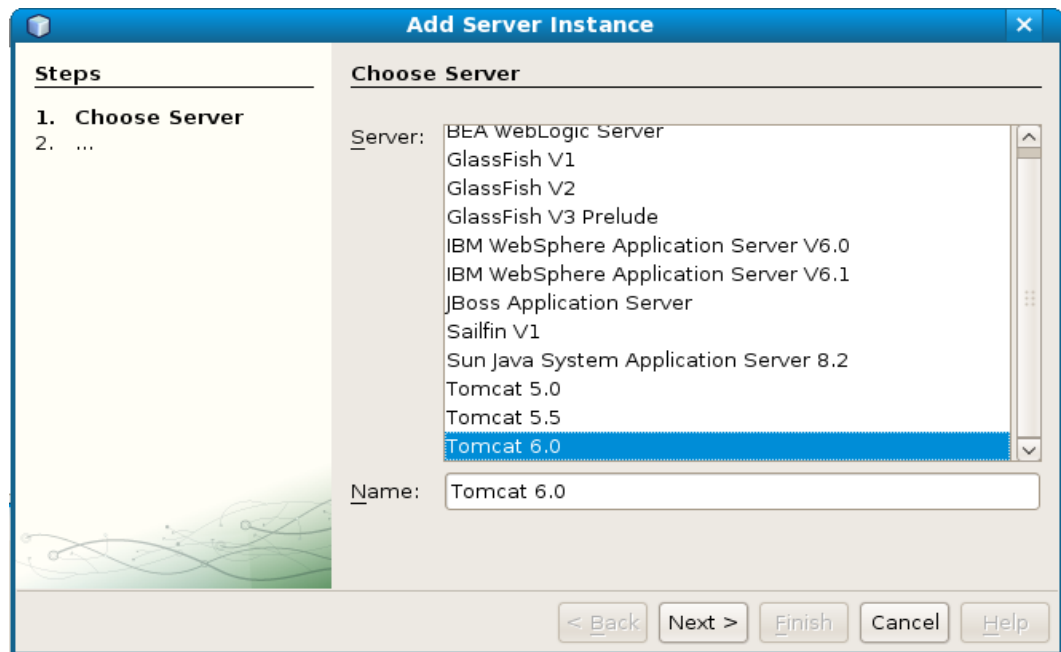 Add Server Instance
Steps
1. Choose Server
2. ...
Choose Server
Server:
BEA WebLogic Server
GlassFish V1
GlassFish V2
GlassFish V3 Prelude
IBM WebSphere Application Server V6.0
IBM WebSphere Application Server V6.1
JBoss Application Server
Sailfin V1
Sun Java System Application Server 8.2
Tomcat 5.0
Tomcat 5.5
Tomcat 6.0
Name: Tomcat 6.0
< Back Next > Finish Cancel Help